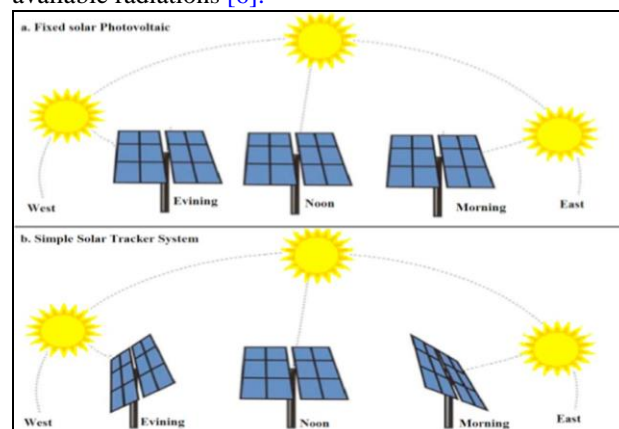 available radiations [6].
a. Fixed solar Photovoltaic
West
Evining
Noon
Morning
East
b. Simple Solar Tracker System
West
Evining
Noon
Morning
East